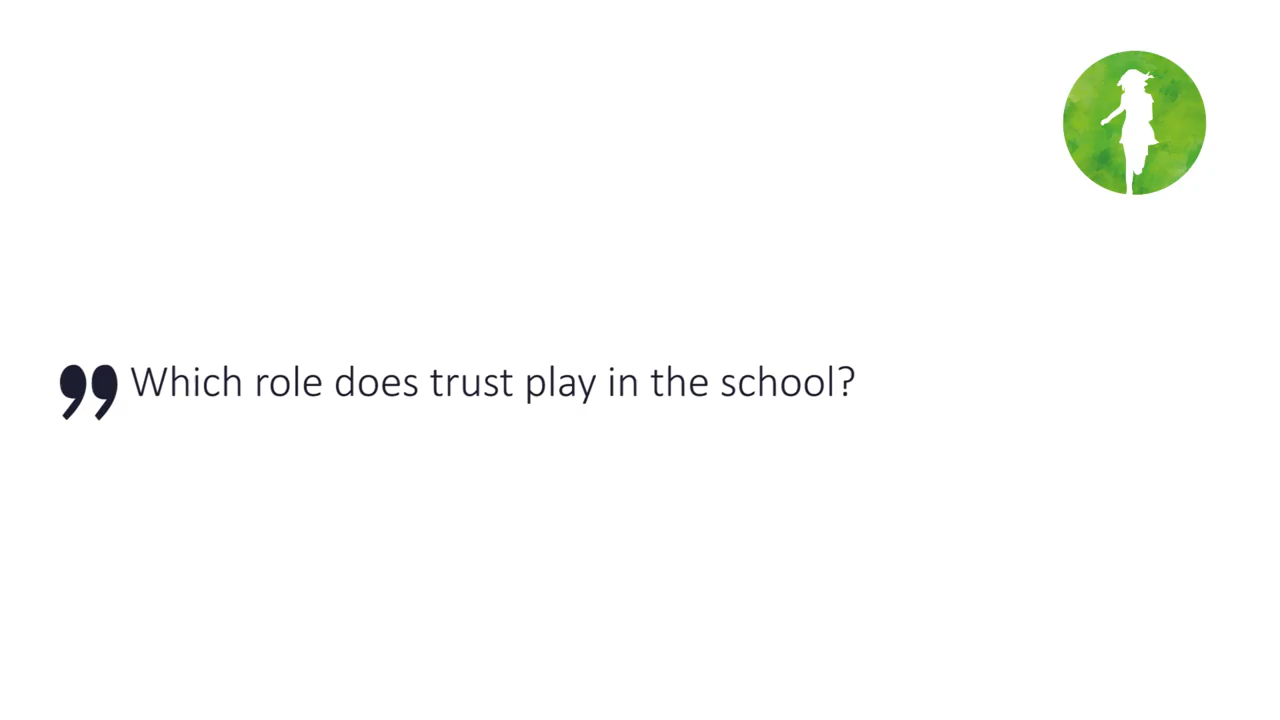 ” Which role does trust play in the school?